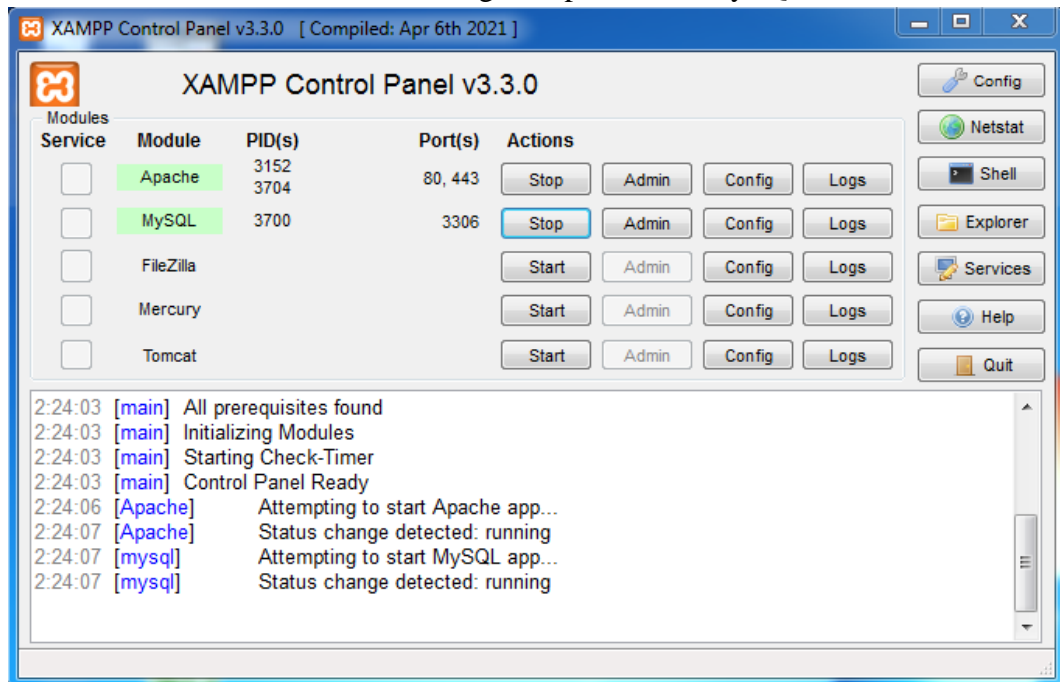 XAMPP Control Panel v3.3.0 [ Compiled: Apr 6th 2021 ]
XAMPP Control Panel v3.3.0
Config
Modules
Service Module PID(s) Port(s) Actions
Netstat
Apache 3152 3704 80, 443 Stop Admin Config Logs
Shell
MySQL 3700 3306 Stop Admin Config Logs
Explorer
FileZilla Start Admin Config Logs
Services
Mercury Start Admin Config Logs
Help
Tomcat Start Admin Config Logs
Quit
2:24:03 [main] All prerequisites found
2:24:03 [main] Initializing Modules
2:24:03 [main] Starting Check-Timer
2:24:03 [main] Control Panel Ready
2:24:06 [Apache] Attempting to start Apache app...
2:24:07 [Apache] Status change detected: running
2:24:07 [mysql] Attempting to start MySQL app...
2:24:07 [mysql] Status change detected: running